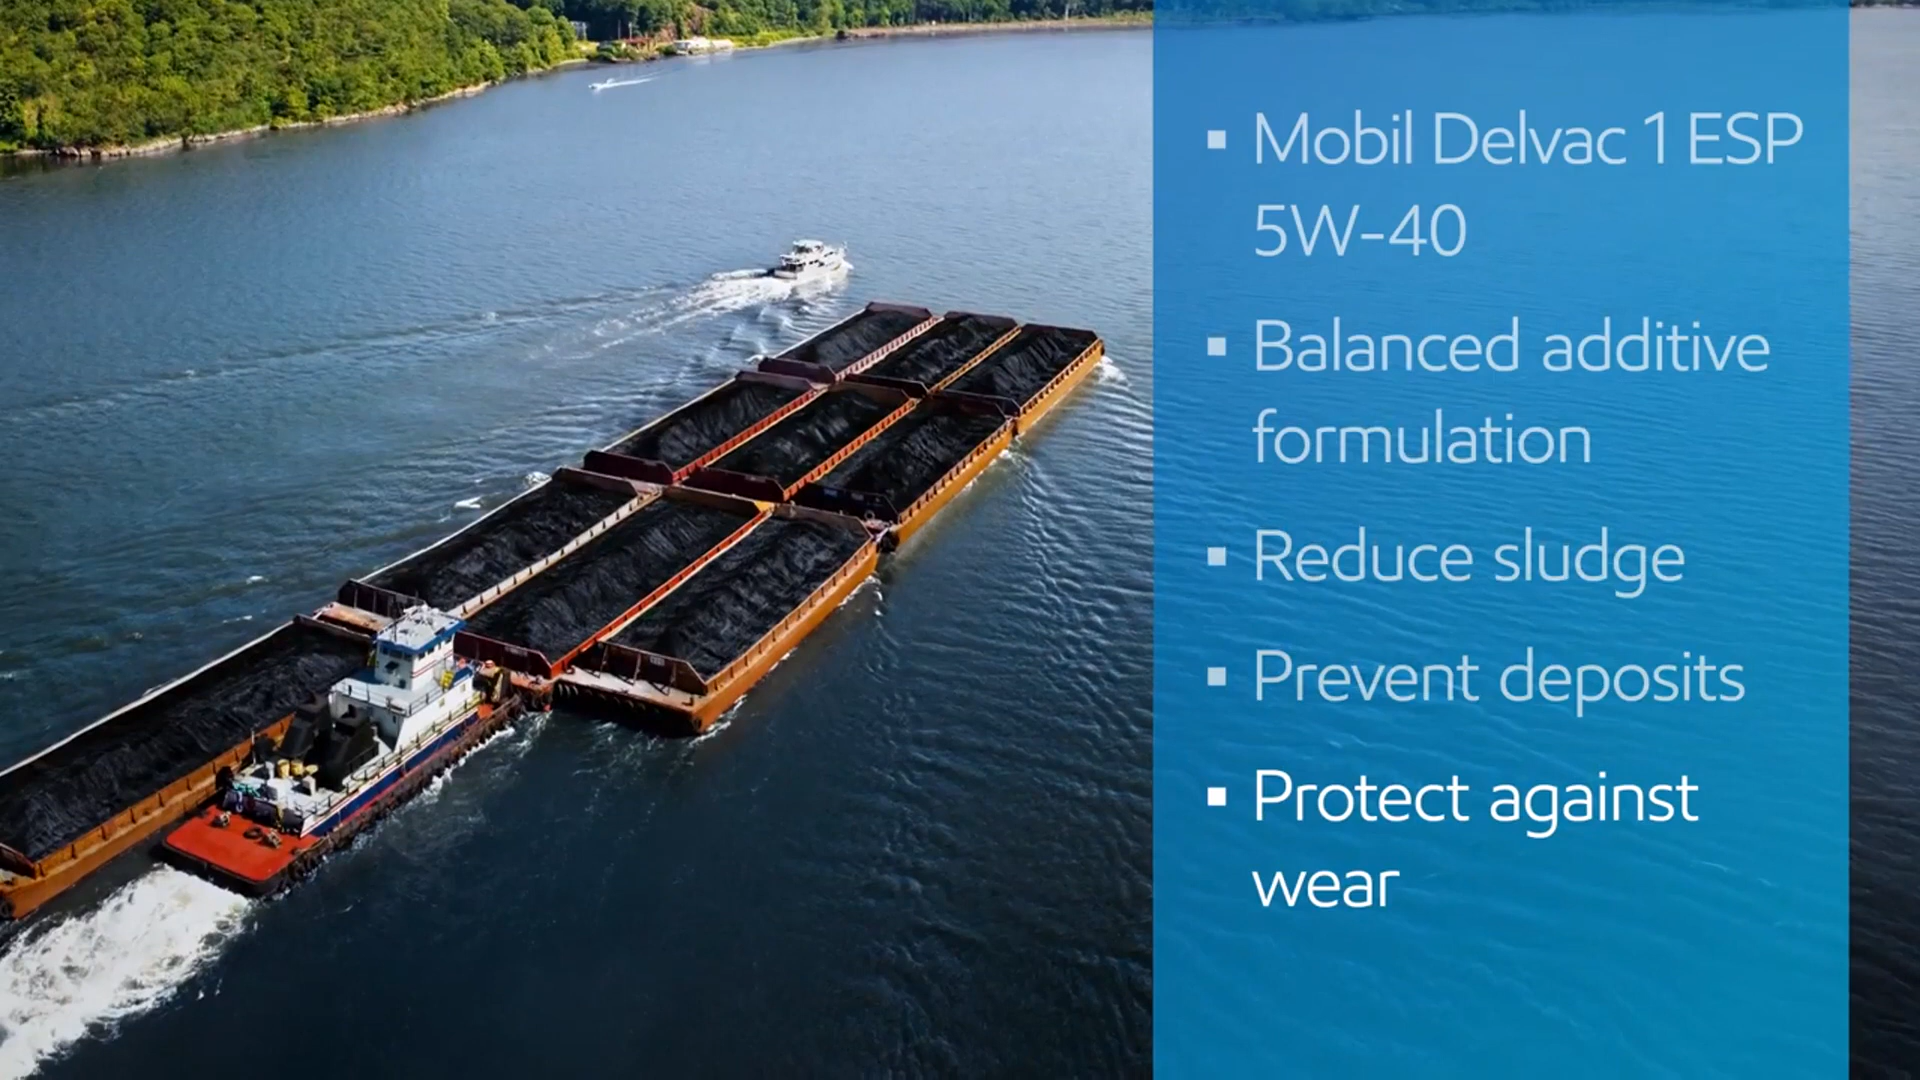 ▪ Mobil Delvac 1 ESP
5W-40
▪ Balanced additive
formulation
▪ Reduce sludge
▪ Prevent deposits
▪ Protect against
wear